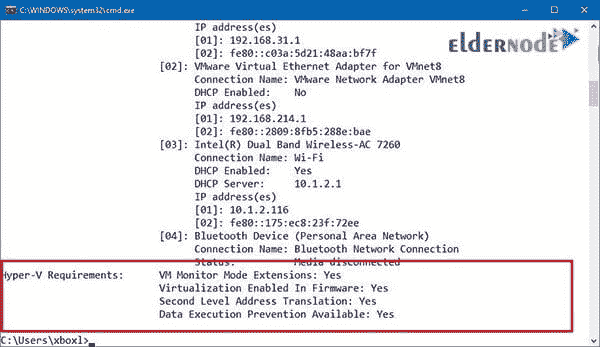 C:\WINDOWS\system32\cmd.exe
ELDERNODE
IP address(es)
[01]: 192.168.31.1
[02]: fe80::c03a:5d21:48aa:bf7f
[02]: VMware Virtual Ethernet Adapter for VMnet8
Connection Name: VMware Network Adapter VMnet8
DHCP Enabled: No
IP address(es)
[01]: 192.168.214.1
[02]: fe80::2809:8fb5:288e:bae
[03]: Intel(R) Dual Band Wireless-AC 7260
Connection Name: Wi-Fi
DHCP Enabled: Yes
DHCP Server: 10.1.2.1
IP address(es)
[01]: 10.1.2.116
[02]: fe80::175:ec8:23f:72ee
[04]: Bluetooth Device (Personal Area Network)
Connection Name: Bluetooth Network Connection
Status: Media disconnected
Hyper-V Requirements: VM Monitor Mode Extensions: Yes
Virtualization Enabled In Firmware: Yes
Second Level Address Translation: Yes
Data Execution Prevention Available: Yes
C:\Users\xboxl>_